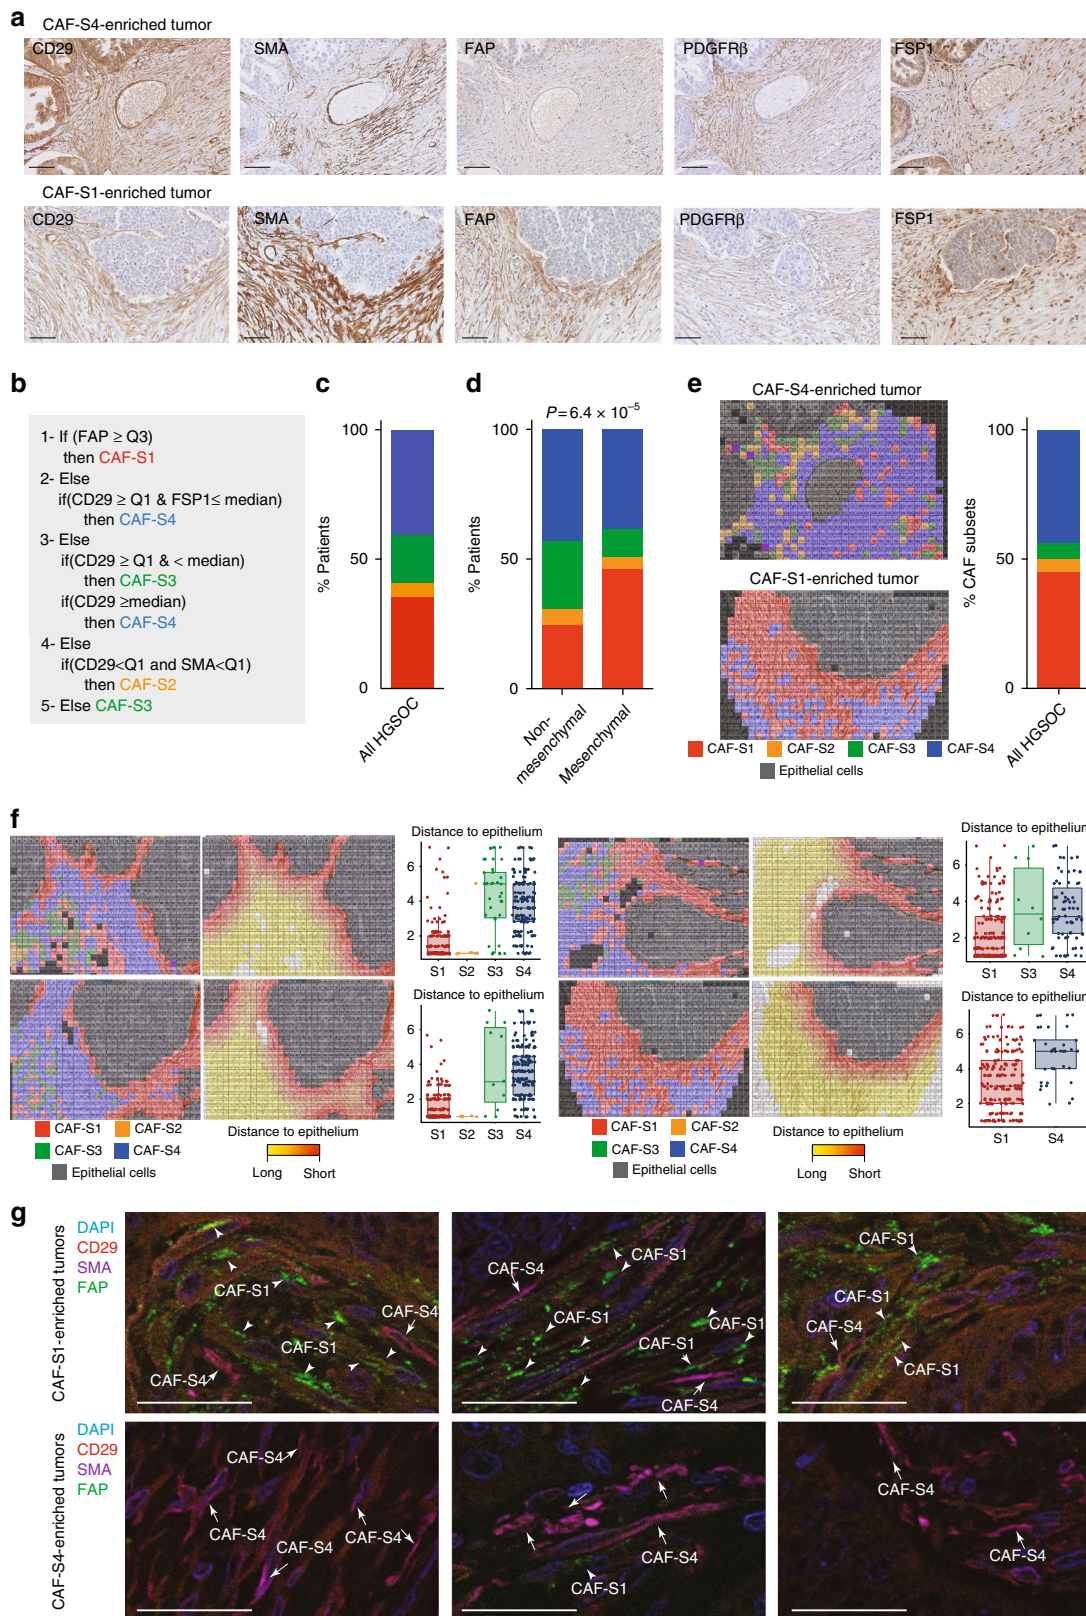 a
CAF-S4-enriched tumor
CD29 SMA FAP PDGFRβ FSP1
CAF-S1-enriched tumor
CD29 SMA FAP PDGFRβ FSP1
b
1- If (FAP ≥ Q3)
then CAF-S1
2- Else
if(CD29 ≥ Q1 & FSP1≤ median)
then CAF-S4
3- Else
if(CD29 ≥ Q1 & < median)
then CAF-S3
if(CD29 ≥median)
then CAF-S4
4- Else
if(CD29<Q1 and SMA<Q1)
then CAF-S2
5- Else CAF-S3
c
% Patients
100
50
0
All HGSOC
d
P = 6.4 × 10⁻⁵
% Patients
100
50
0
Non-mesenchymal
Mesenchymal
e
CAF-S4-enriched tumor
CAF-S1-enriched tumor
CAF-S1 CAF-S2 CAF-S3 CAF-S4
Epithelial cells
% CAF subsets
100
50
0
All HGSOC
f
Distance to epithelium
6
4
2
S1 S2 S3 S4
Distance to epithelium
6
4
2
S1 S2 S3 S4
CAF-S1 CAF-S2
CAF-S3 CAF-S4
Epithelial cells
Distance to epithelium
Long Short
Distance to epithelium
6
4
2
S1 S3 S4
Distance to epithelium
6
4
2
S1 S4
CAF-S1 CAF-S2
CAF-S3 CAF-S4
Epithelial cells
Distance to epithelium
Long Short
g
CAF-S1-enriched tumors
DAPI
CD29
SMA
FAP
CAF-S1
CAF-S4
CAF-S1
CAF-S4
CAF-S1
CAF-S4
CAF-S1
CAF-S1
CAF-S1
CAF-S4
CAF-S1
CAF-S1
CAF-S4
CAF-S1
CAF-S4-enriched tumors
DAPI
CD29
SMA
FAP
CAF-S4
CAF-S4
CAF-S4
CAF-S4
CAF-S4
CAF-S1
CAF-S4
CAF-S4